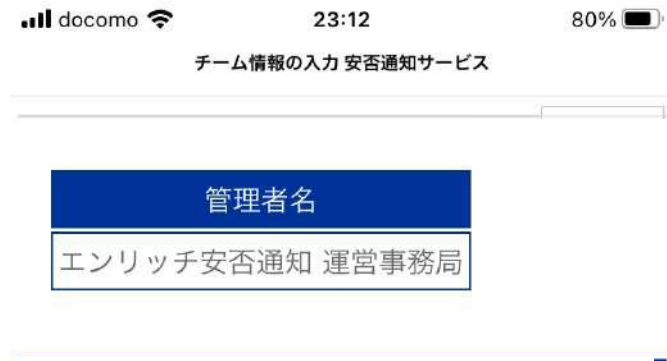 docomo 23:12 80%
チーム情報の入力 安否通知サービス
管理者名
エンリッチ安否通知 運営事務局